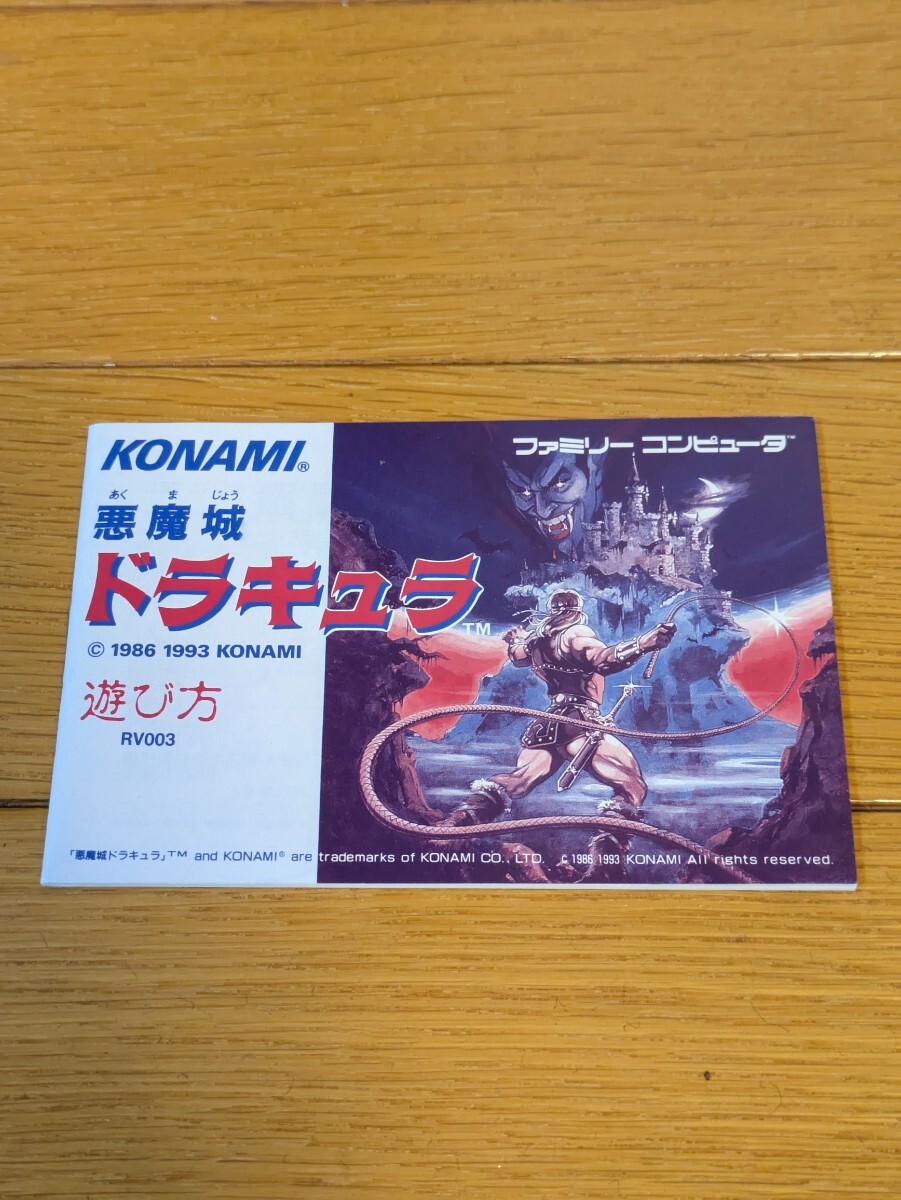 KONAMI®
ファミリー コンピュータ™
あく ま じょう
悪魔城
ドラキュラ™
© 1986 1993 KONAMI
遊び方
RV003
「悪魔城ドラキュラ」™ and KONAMI® are trademarks of KONAMI CO., LTD. © 1986 1993 KONAMI All rights reserved.